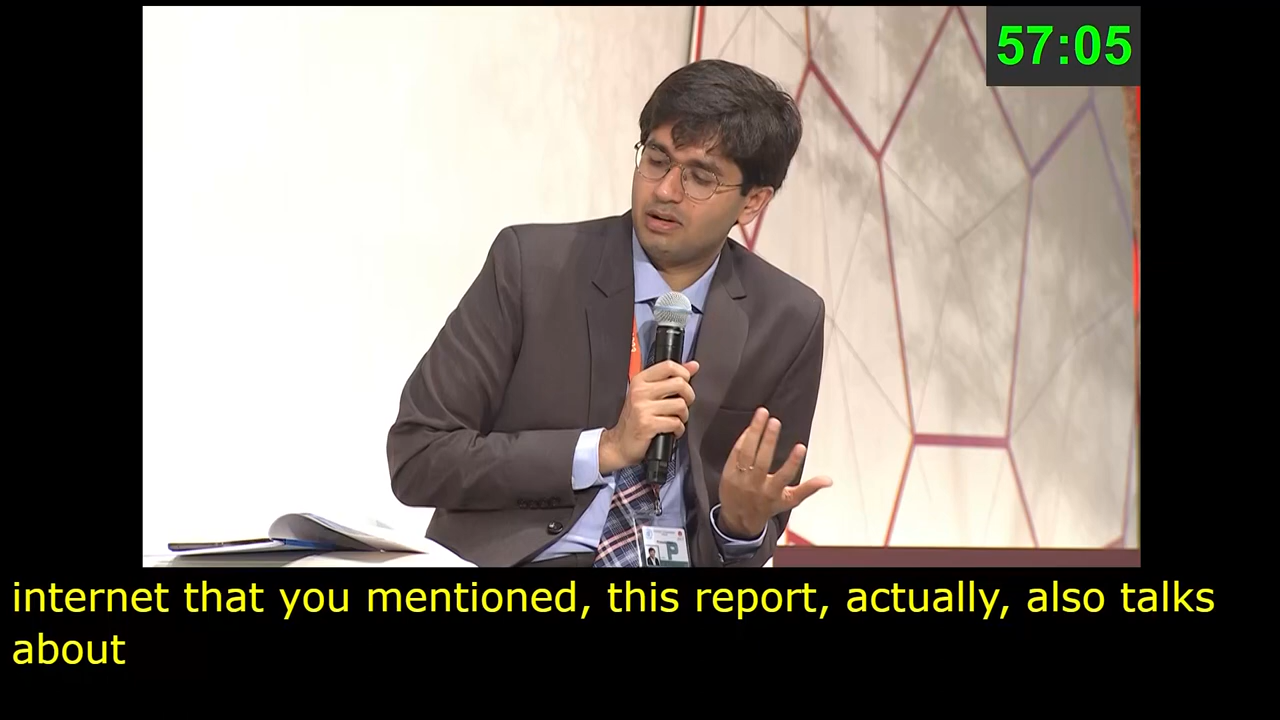 57:05
P
internet that you mentioned, this report, actually, also talks
about